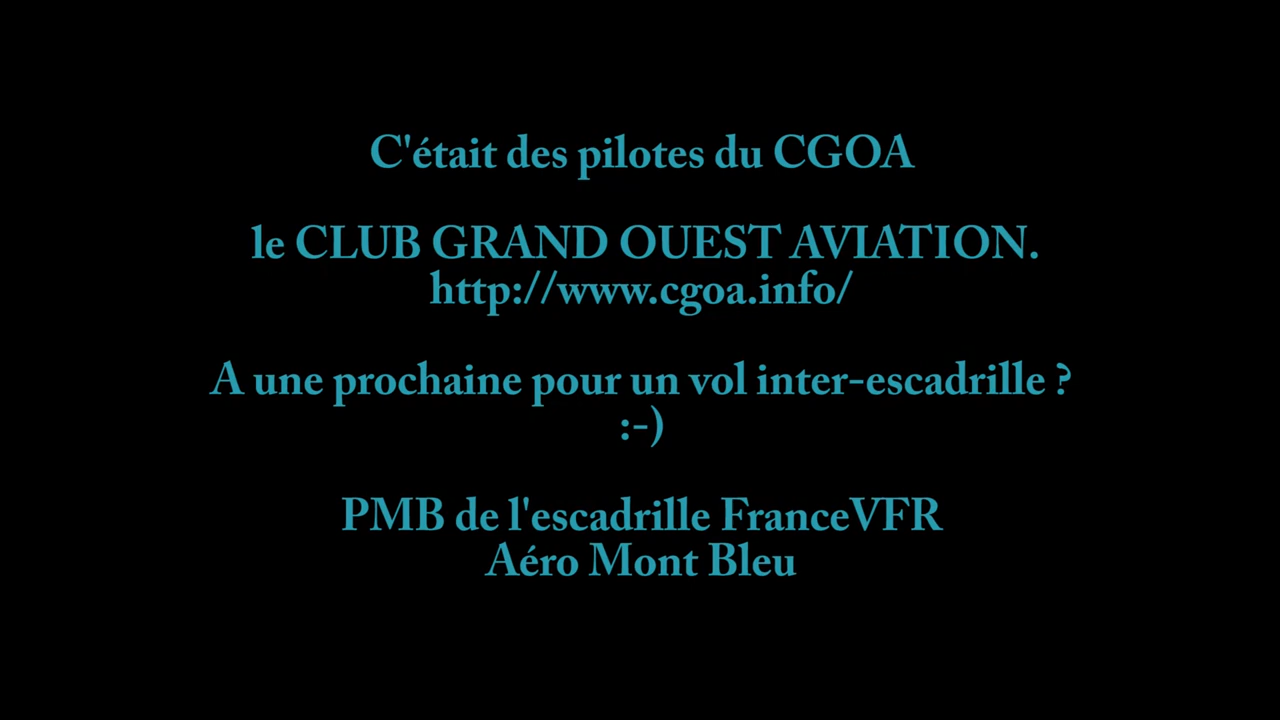 C'était des pilotes du CGOA
le CLUB GRAND OUEST AVIATION.
http://www.cgoa.info/
A une prochaine pour un vol inter-escadrille ?
:-)
PMB de l'escadrille FranceVFR
Aéro Mont Bleu